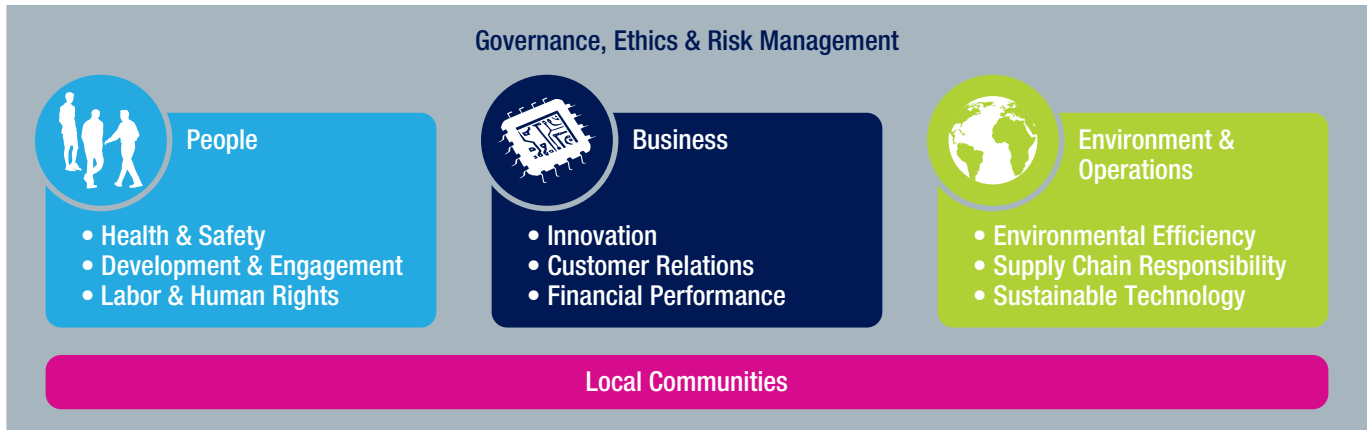 Governance, Ethics & Risk Management
People
• Health & Safety
• Development & Engagement
• Labor & Human Rights
Business
• Innovation
• Customer Relations
• Financial Performance
Environment &
Operations
• Environmental Efficiency
• Supply Chain Responsibility
• Sustainable Technology
Local Communities